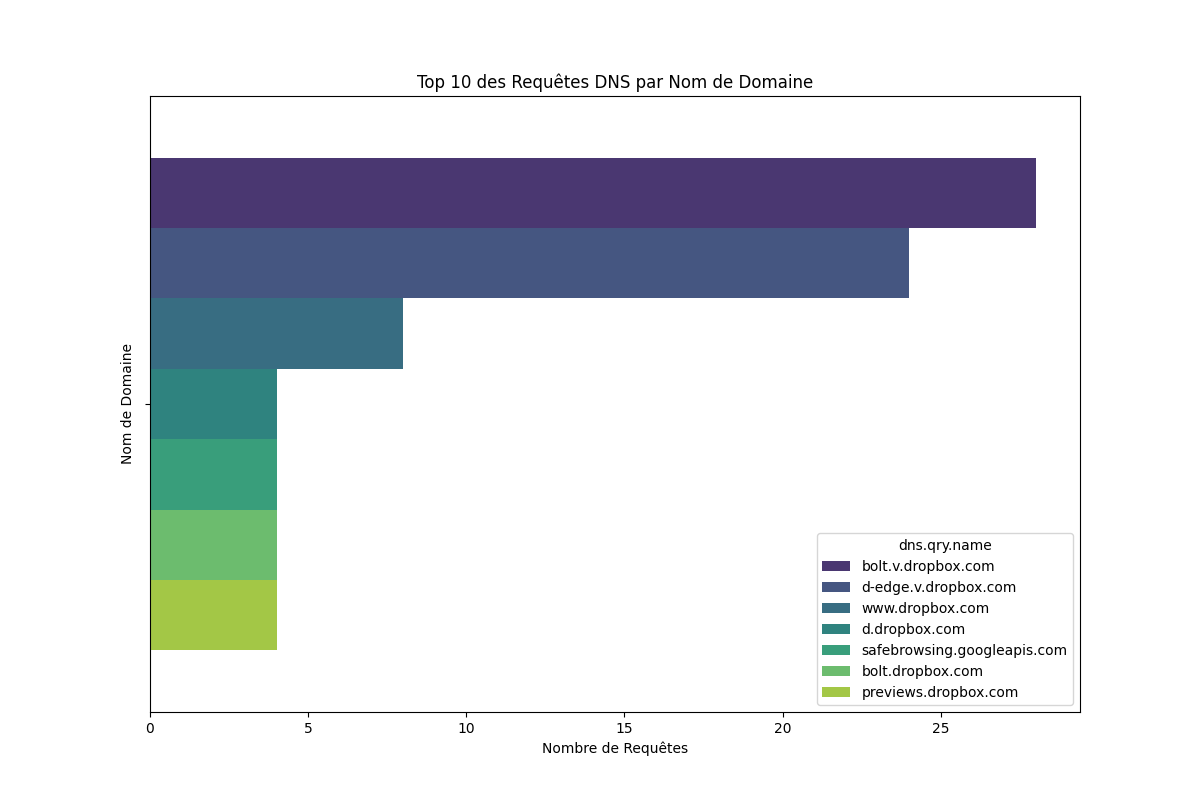 Top 10 des Requêtes DNS par Nom de Domaine
Nom de Domaine
dns.qry.name
bolt.v.dropbox.com
d-edge.v.dropbox.com
www.dropbox.com
d.dropbox.com
safebrowsing.googleapis.com
bolt.dropbox.com
previews.dropbox.com
0 5 10 15 20 25
Nombre de Requêtes